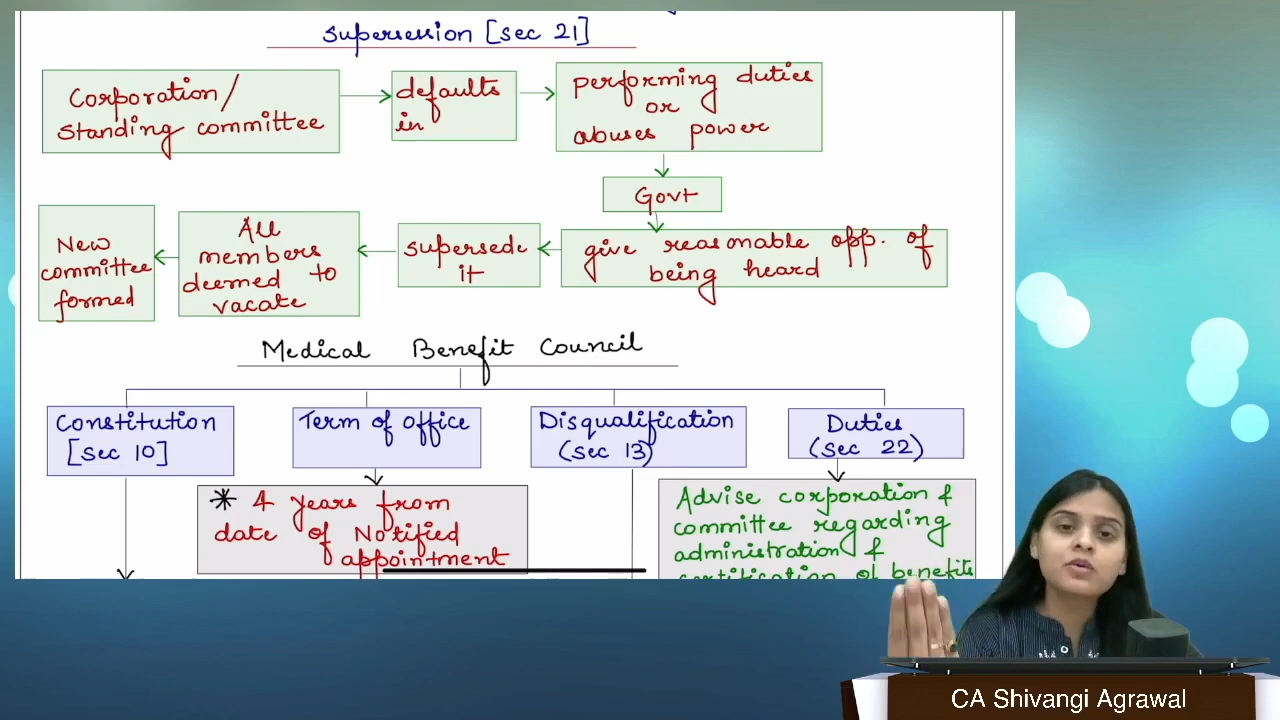 Supersession [sec 21]
Corporation/
Standing committee
defaults
in
performing duties
or
abuses power
Govt
give reasonable opp. of
being heard
supersede
it
All
members
deemed to
vacate
New
committee
formed
Medical Benefit Council
Constitution
[sec 10]
Term of office
Disqualification
(sec 13)
Duties
(sec 22)
* 4 years from
date of Notified
appointment
Advise corporation &
committee regarding
administration &
certification of benefits
CA Shivangi Agrawal